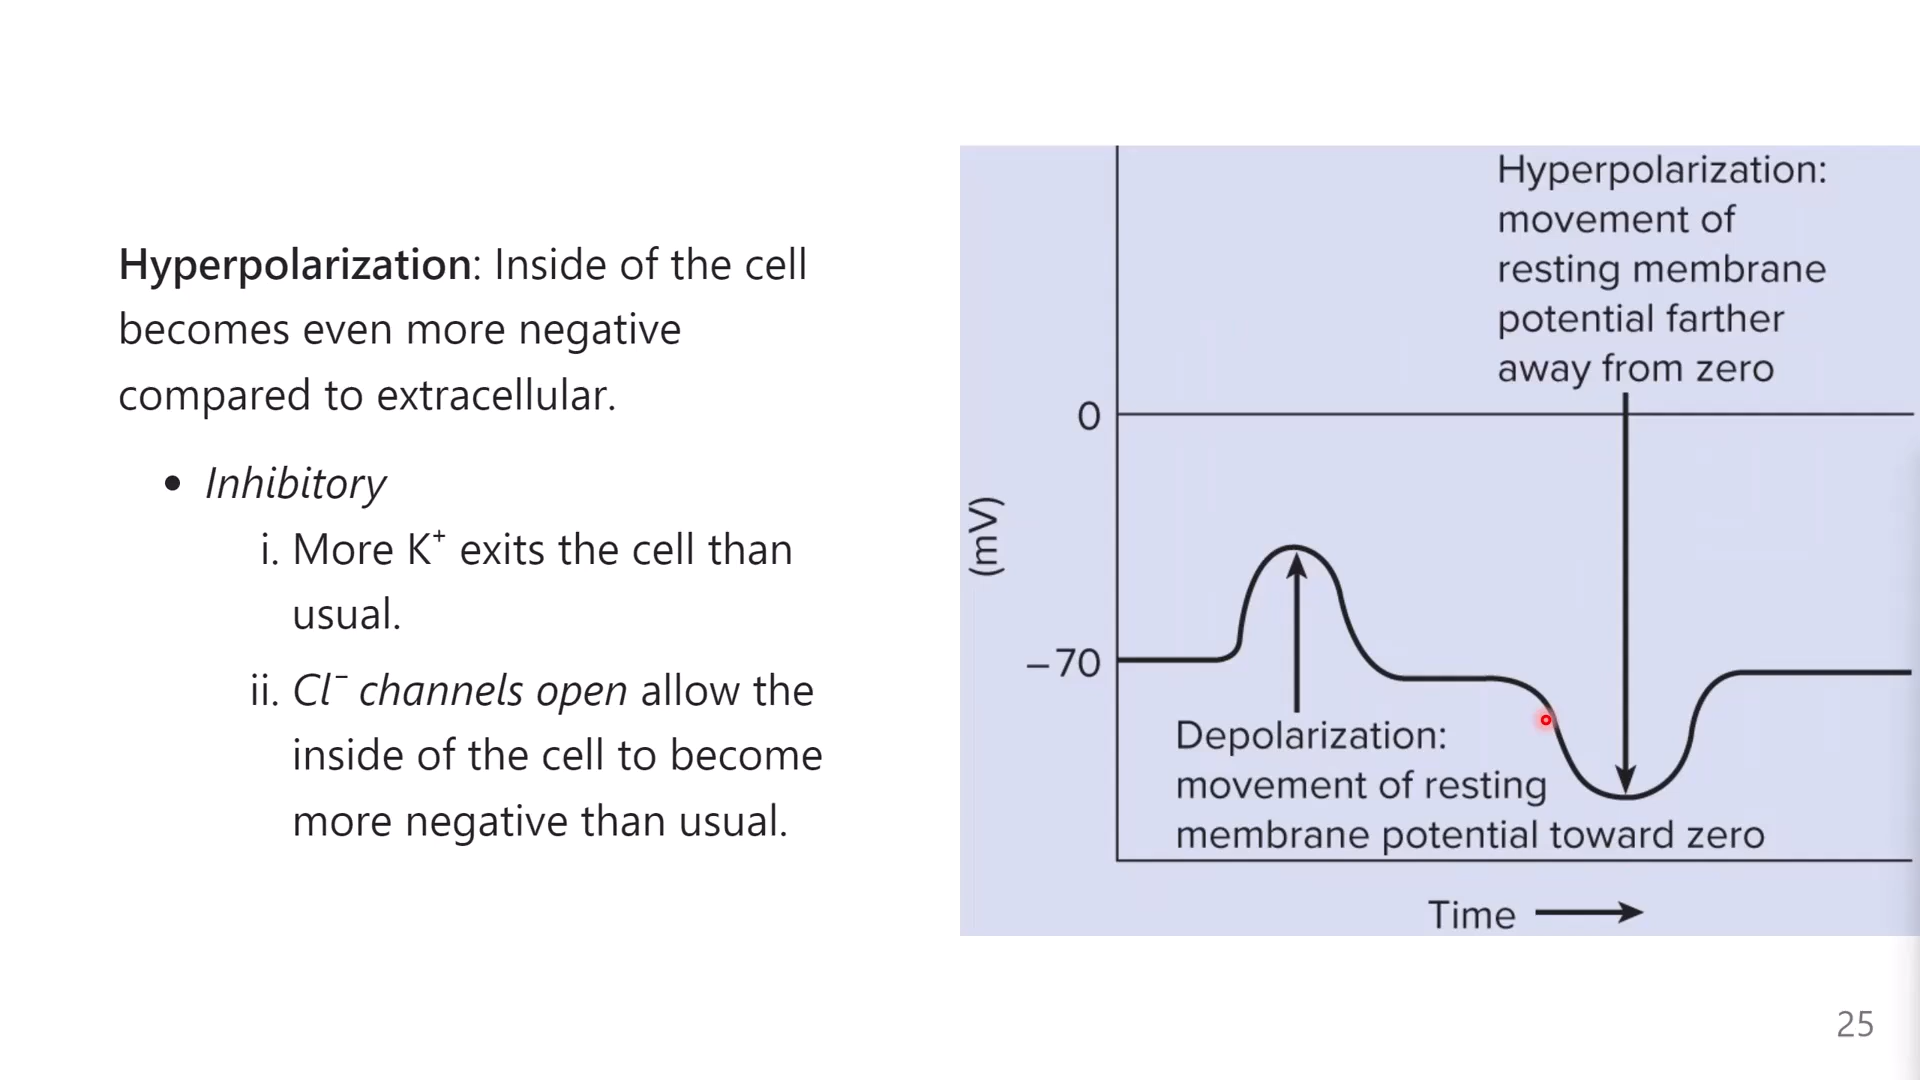 Hyperpolarization: Inside of the cell
becomes even more negative
compared to extracellular.
• Inhibitory
i. More K⁺ exits the cell than
usual.
ii. Cl⁻ channels open allow the
inside of the cell to become
more negative than usual.
Hyperpolarization:
movement of
resting membrane
potential farther
away from zero
0
(mV)
–70
Depolarization:
movement of resting
membrane potential toward zero
Time
25